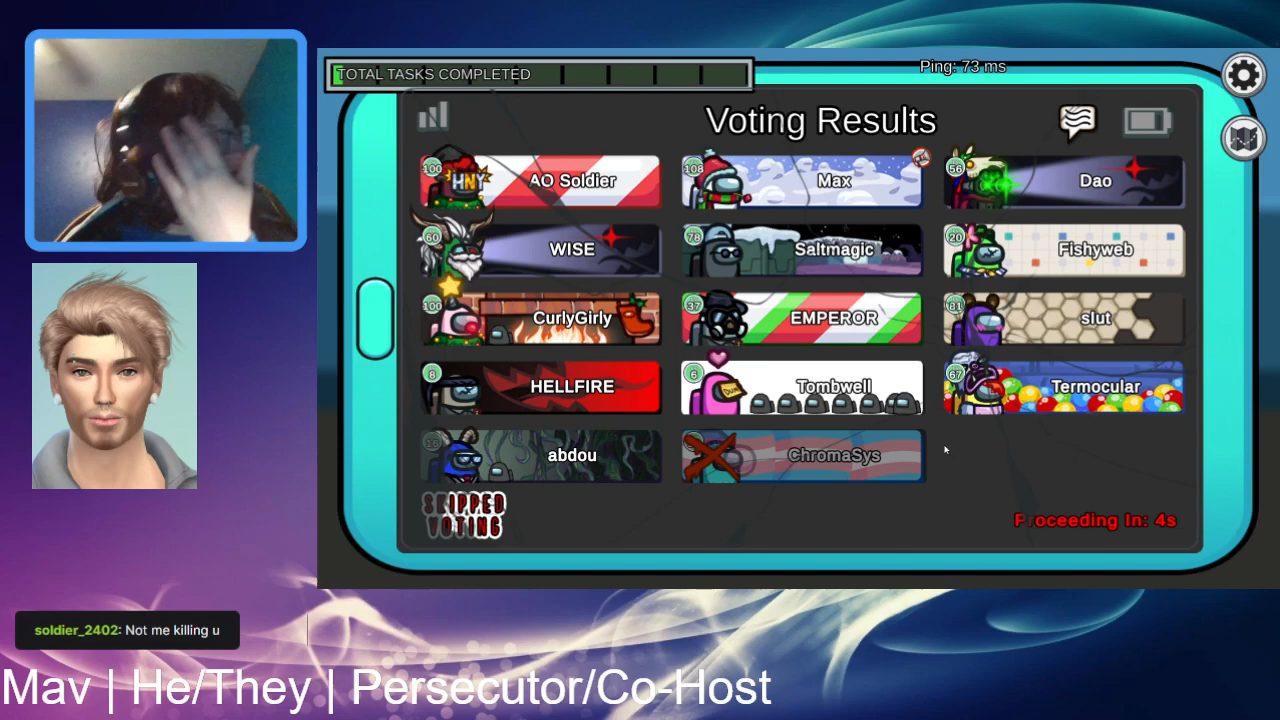 TOTAL TASKS COMPLETED
Ping: 73 ms
Voting Results
100 HNY AO Soldier
108 Max
56 Dao
60 WISE
78 Saltmagic
20 Fishyweb
100 CurlyGirly
37 EMPEROR
81 slut
8 HELLFIRE
6 DUM Tombwell
67 Termocular
16 abdou
ChromaSys
SKIPPED
VOTING
Proceeding In: 4s
soldier_2402: Not me killing u
Mav | He/They | Persecutor/Co-Host